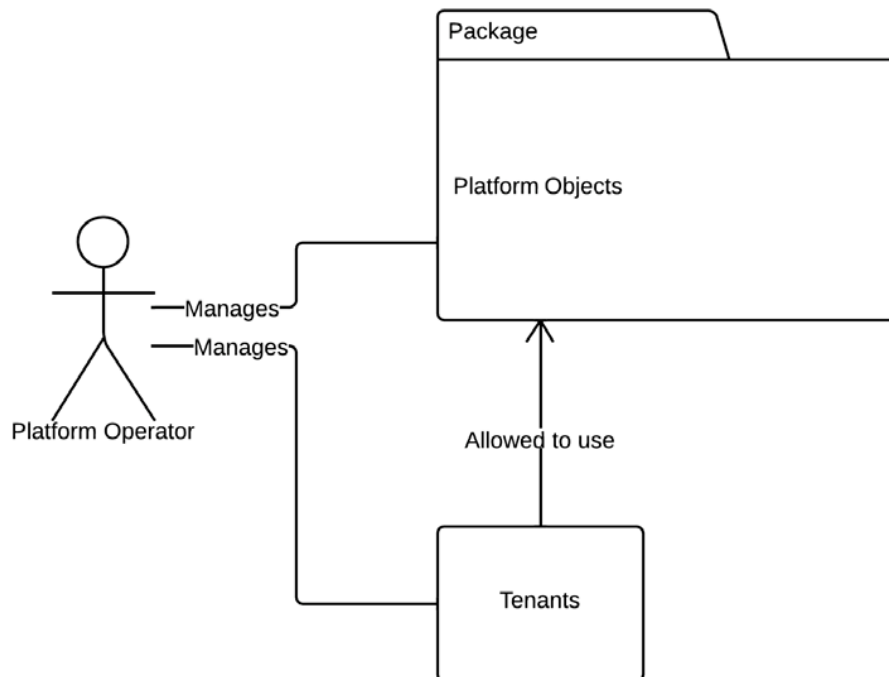 Package
Platform Objects
Manages
Manages
Platform Operator
Allowed to use
Tenants